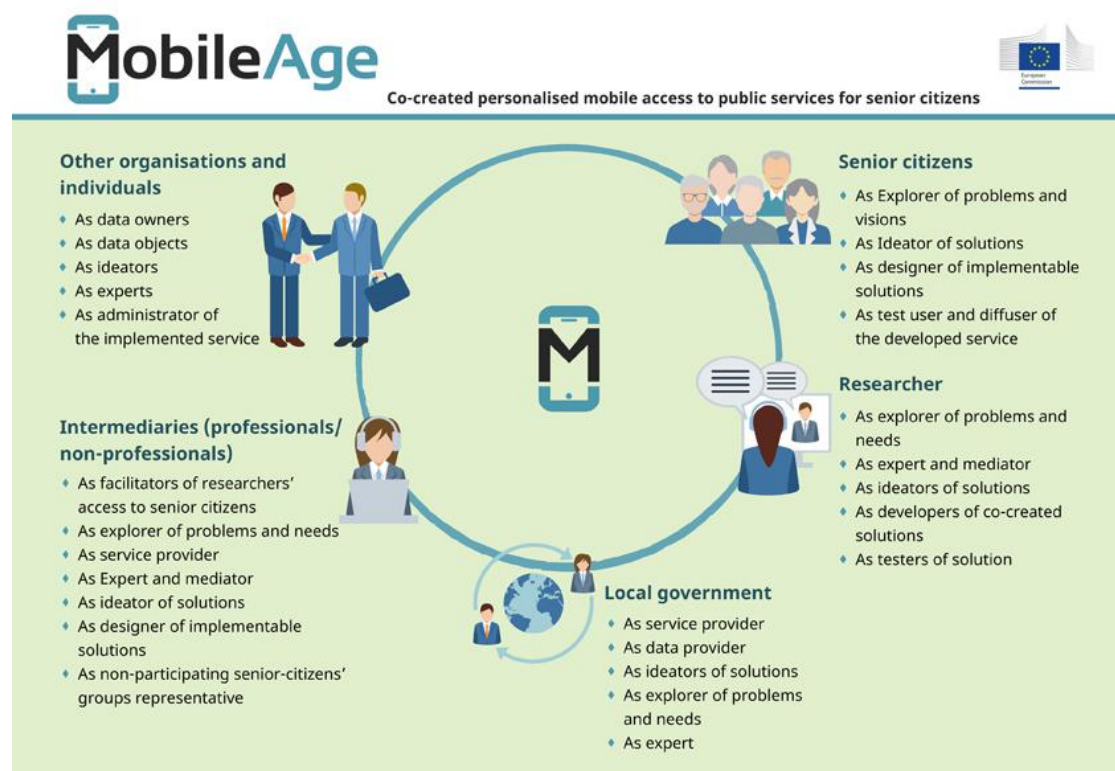 MobileAge
European
Commission
Co-created personalised mobile access to public services for senior citizens
Other organisations and
individuals
As data owners
As data objects
As ideators
As experts
As administrator of
the implemented service
Intermediaries (professionals/
non-professionals)
As facilitators of researchers’
access to senior citizens
As explorer of problems and needs
As service provider
As Expert and mediator
As ideator of solutions
As designer of implementable
solutions
As non-participating senior-citizens’
groups representative
M
Local government
As service provider
As data provider
As ideators of solutions
As explorer of problems
and needs
As expert
Senior citizens
As Explorer of problems and
visions
As Ideator of solutions
As designer of implementable
solutions
As test user and diffuser of
the developed service
Researcher
As explorer of problems and
needs
As expert and mediator
As ideators of solutions
As developers of co-created
solutions
As testers of solution